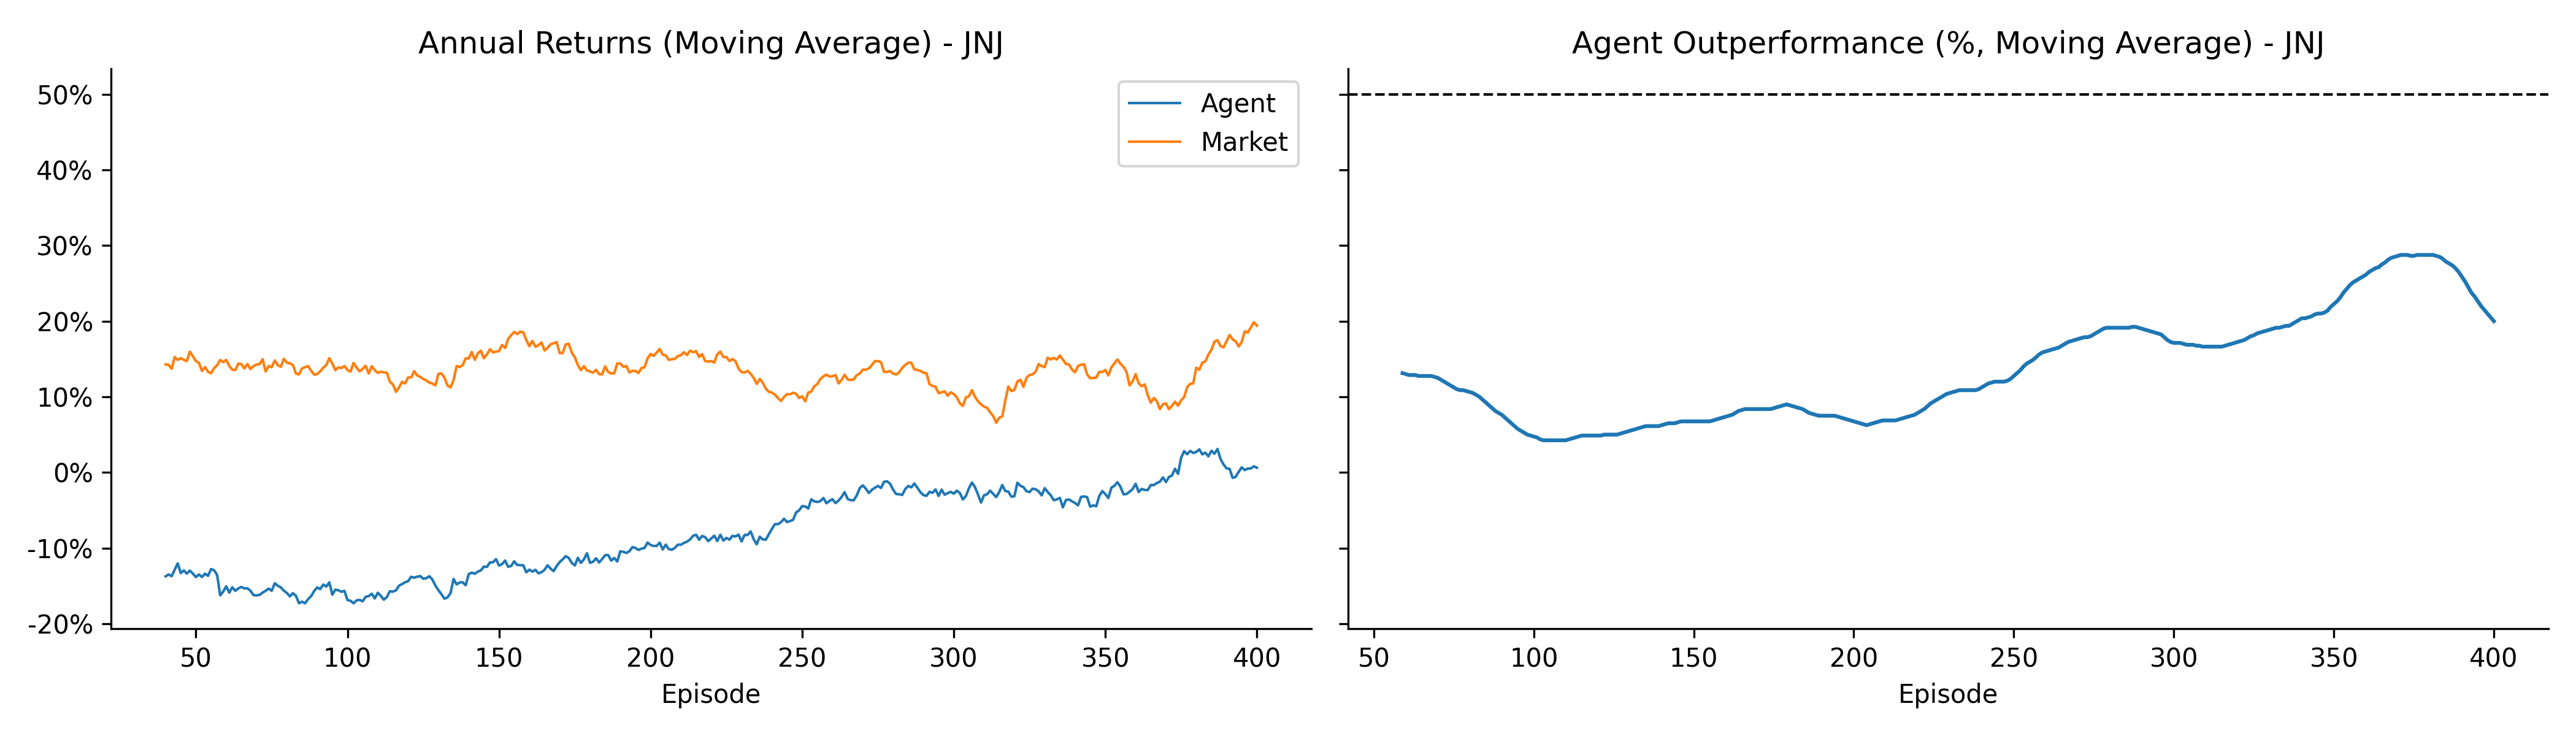 Annual Returns (Moving Average) - JNJ
50%
40%
30%
20%
10%
0%
-10%
-20%
Agent
Market
50 100 150 200 250 300 350 400
Episode
Agent Outperformance (%, Moving Average) - JNJ
50 100 150 200 250 300 350 400
Episode